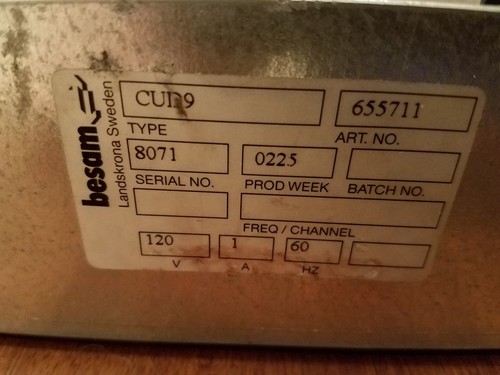 besam
Landskrona Sweden
655711
TYPE
ART. NO.
8071
0225
SERIAL NO.
PROD WEEK
BATCH NO.
FREQ / CHANNEL
120
1
60
V
A
HZ